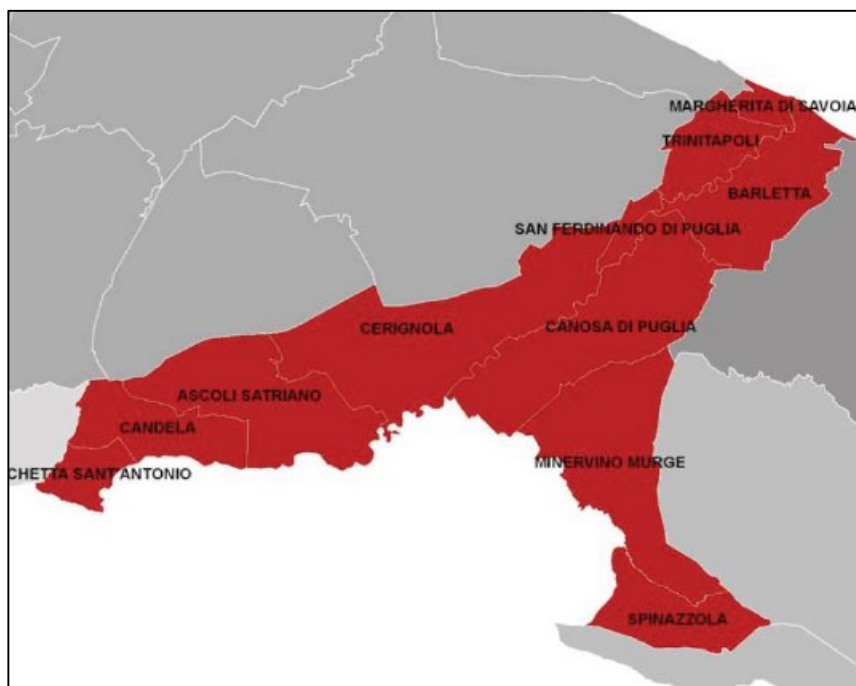 MARGHERITA DI SAVOIA
TRINITAPOLI
BARLETTA
SAN FERDINANDO DI PUGLIA
CERIGNOLA
CANOSA DI PUGLIA
ASCOLI SATRIANO
CANDELA
CHETTA SANT'ANTONIO
MINERVINO MURGE
SPINAZZOLA